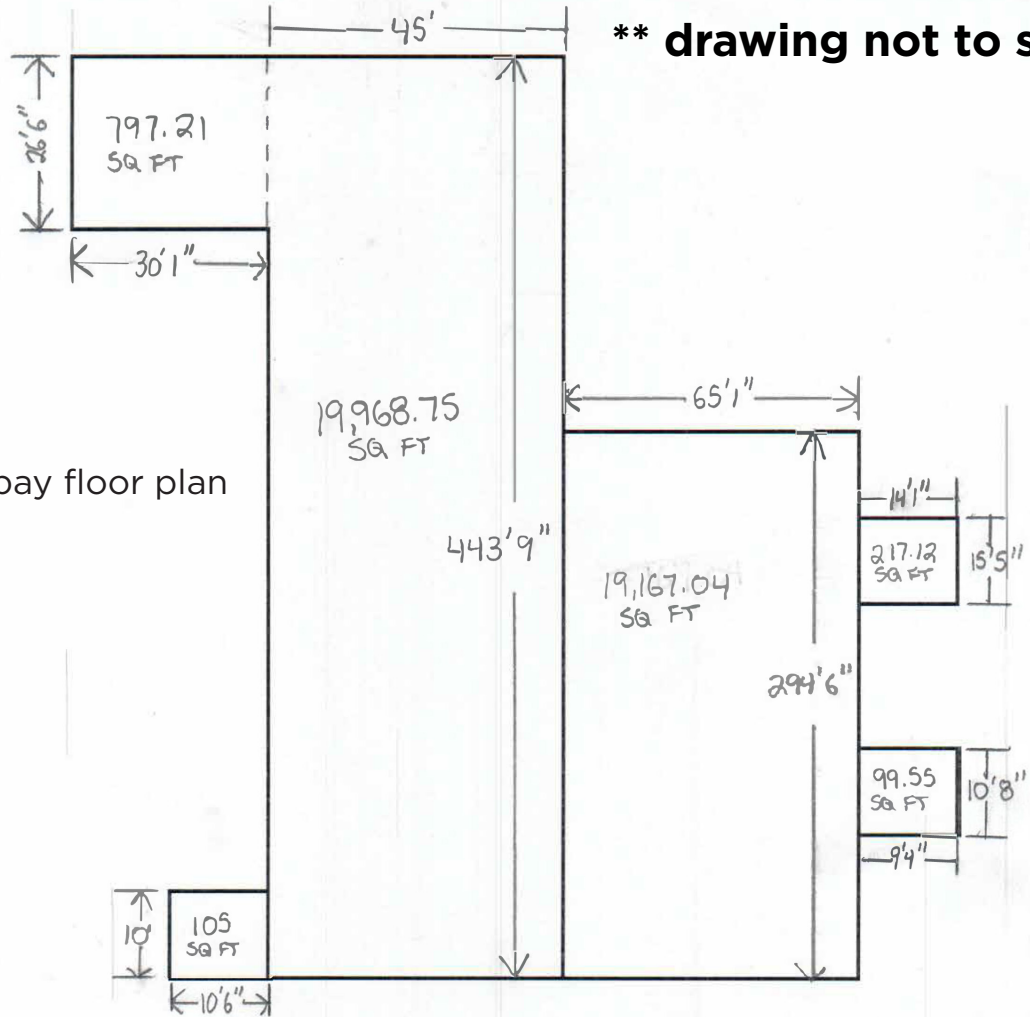 45'
** drawing not to s
26'6"
797.21
SQ FT
30'1"
19,968.75
SQ FT
65'1"
bay floor plan
14'1"
443'9"
217.12
SQ FT
15'5"
19,167.04
SQ FT
294'6"
99.55
SQ FT
10'8"
9'4"
10'
105
SQ FT
10'6"